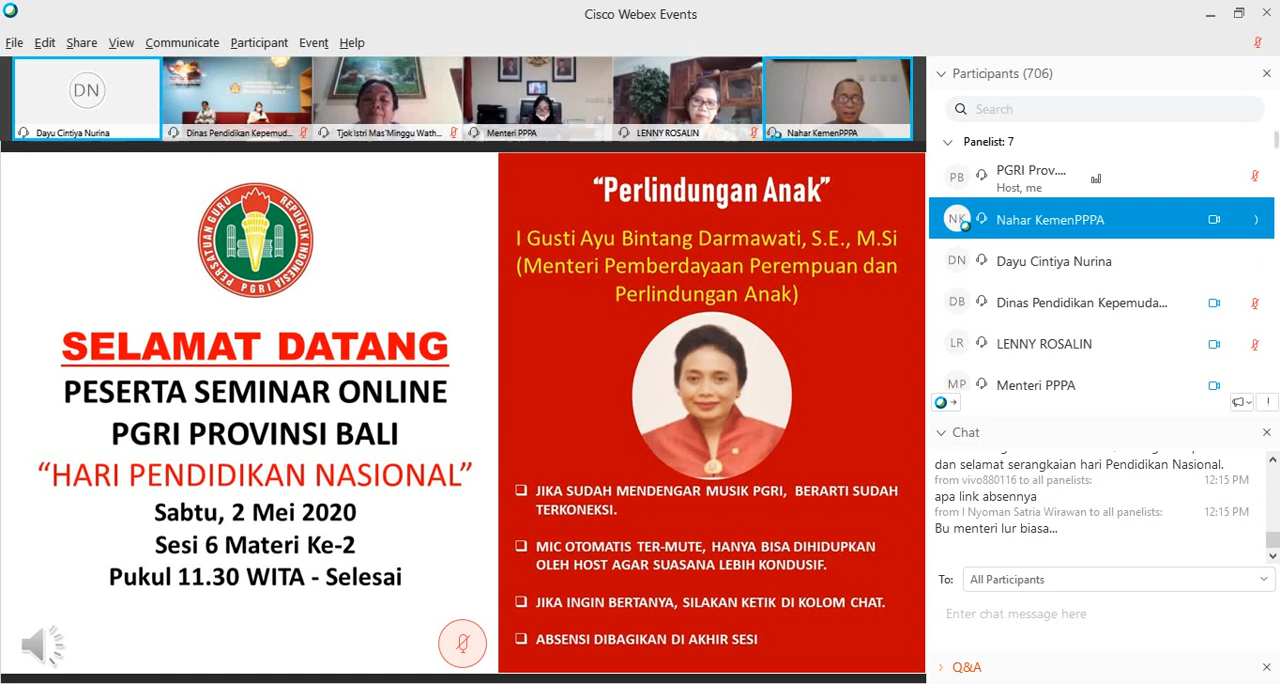 Cisco Webex Events
File Edit Share View Communicate Participant Event Help
DN
Dayu Cintiya Nurina
Dinas Pendidikan Kepemud...
Tjok Istri Mas Minggu Wath...
Menteri PPPA
LENNY ROSALIN
Nahar KemenPPPA
PERSATUAN GURU REPUBLIK INDONESIA
PGRI
SELAMAT DATANG
PESERTA SEMINAR ONLINE
PGRI PROVINSI BALI
“HARI PENDIDIKAN NASIONAL”
Sabtu, 2 Mei 2020
Sesi 6 Materi Ke-2
Pukul 11.30 WITA - Selesai
“Perlindungan Anak”
I Gusti Ayu Bintang Darmawati, S.E., M.Si
(Menteri Pemberdayaan Perempuan dan
Perlindungan Anak)
JIKA SUDAH MENDENGAR MUSIK PGRI, BERARTI SUDAH
TERKONEKSI.
MIC OTOMATIS TER-MUTE, HANYA BISA DIHIDUPKAN
OLEH HOST AGAR SUASANA LEBIH KONDUSIF.
JIKA INGIN BERTANYA, SILAKAN KETIK DI KOLOM CHAT.
ABSENSI DIBAGIKAN DI AKHIR SESI
Participants (706)
Search
Panelist: 7
PB PGRI Prov....
Host, me
NK Nahar KemenPPPA
DN Dayu Cintiya Nurina
DB Dinas Pendidikan Kepemuda...
LR LENNY ROSALIN
MP Menteri PPPA
Chat
dan selamat serangkaian hari Pendidikan Nasional.
from vivo880116 to all panelists: 12:15 PM
apa link absennya
from I Nyoman Satria Wirawan to all panelists: 12:15 PM
Bu menteri lur biasa...
To: All Participants
Enter chat message here
Q&A